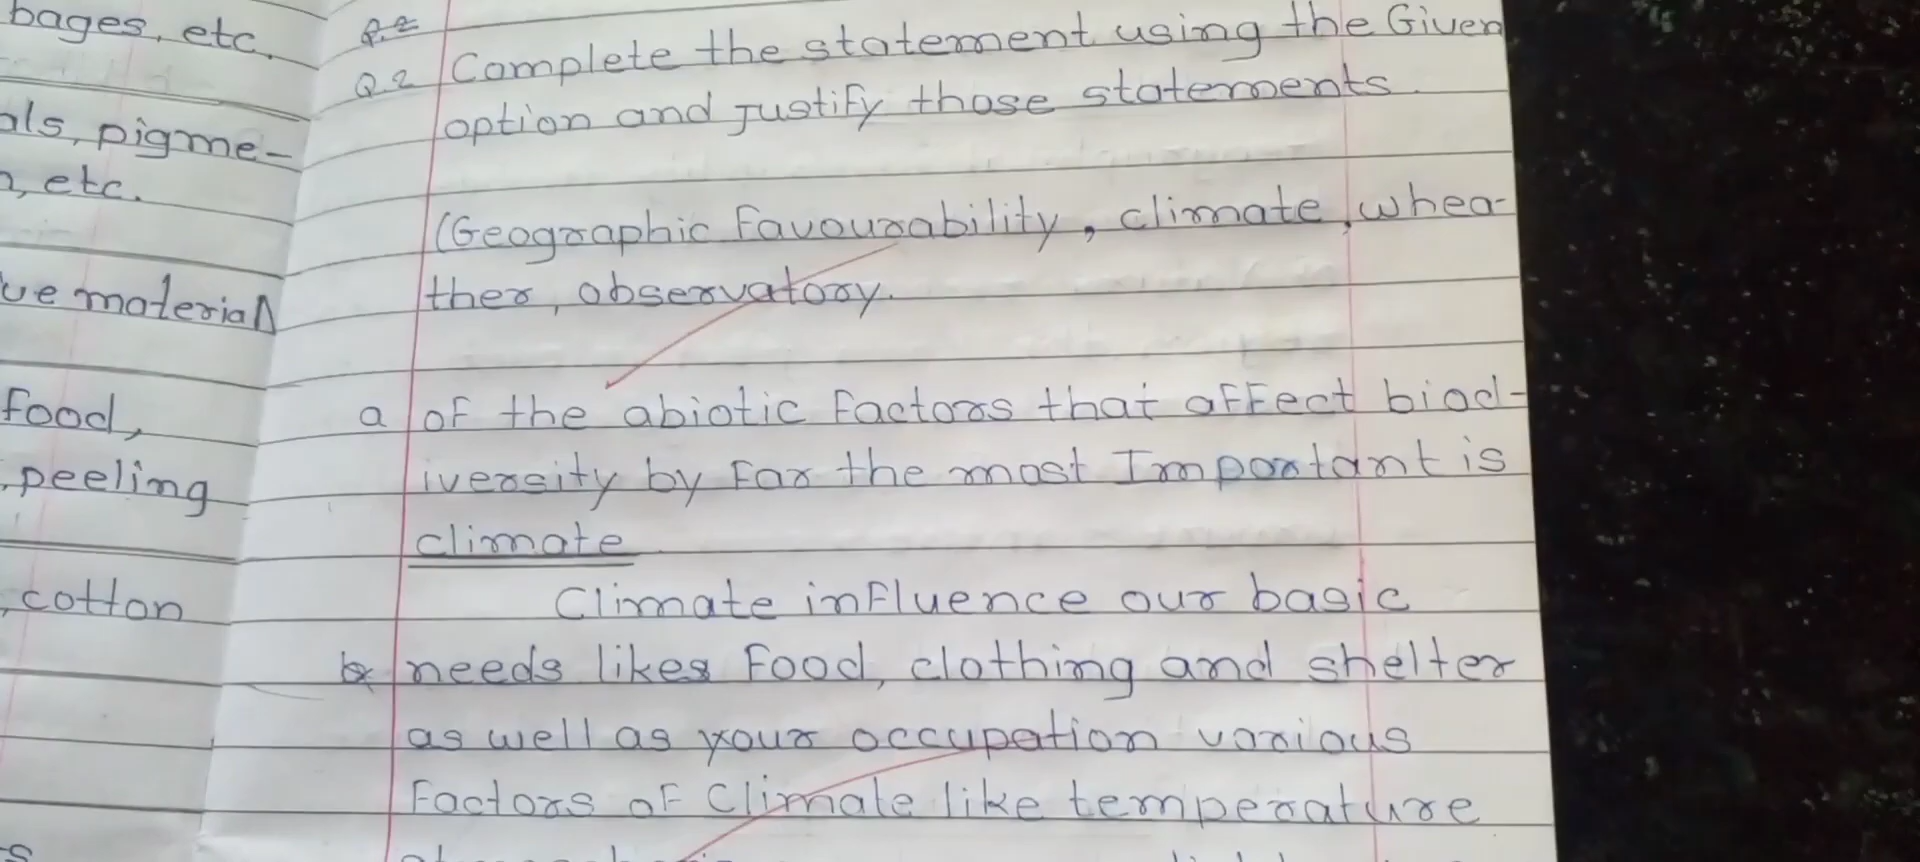 bages, etc.
als, pigme-
n, etc.
ve material
food,
, peeling
, cotton
Q.2
Q.2 Complete the statement using the Given
option and justify those statements.
(Geographic favourability, climate, whea-
ther, observatory.
a of the abiotic factors that affect biod-
iversity by far the most Important is
climate
Climate influence our basic
needs likes food, clothing and shelter
as well as your occupation various
factors of climate like temperature